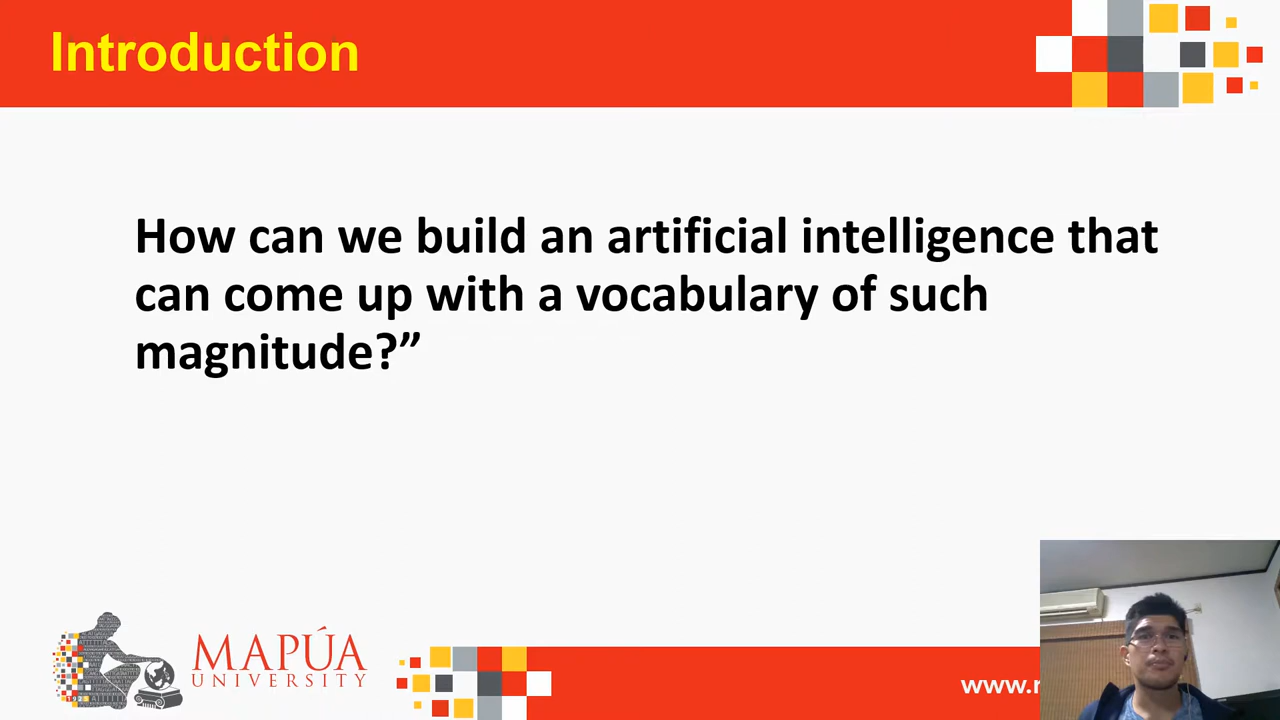 Introduction
How can we build an artificial intelligence that
can come up with a vocabulary of such
magnitude?”
MAPÚA
UNIVERSITY
www.